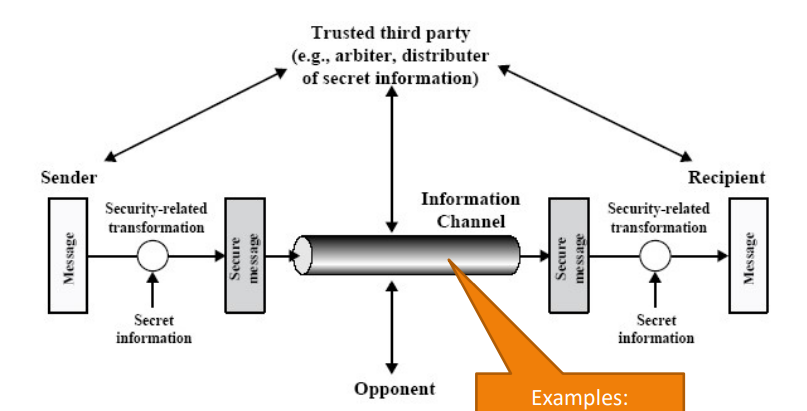 Trusted third party
(e.g., arbiter, distributer
of secret information)
Sender
Recipient
Security-related
transformation
Information
Channel
Security-related
transformation
Message
Secure
message
Secure
message
Message
Secret
information
Secret
information
Opponent
Examples: